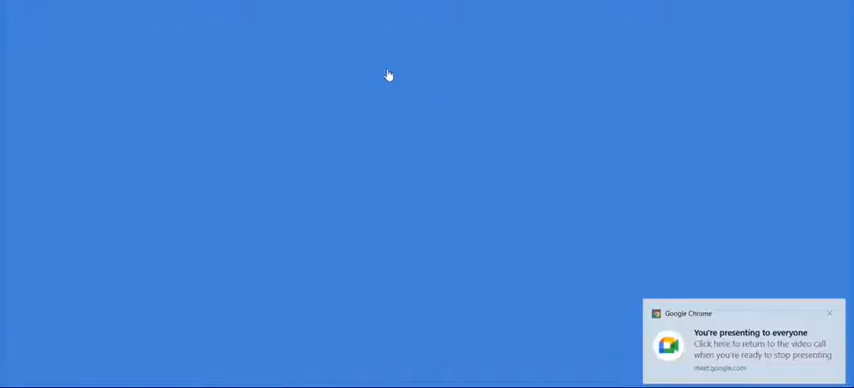 Google Chrome
You're presenting to everyone
Click here to return to the video call
when you're ready to stop presenting
meet.google.com